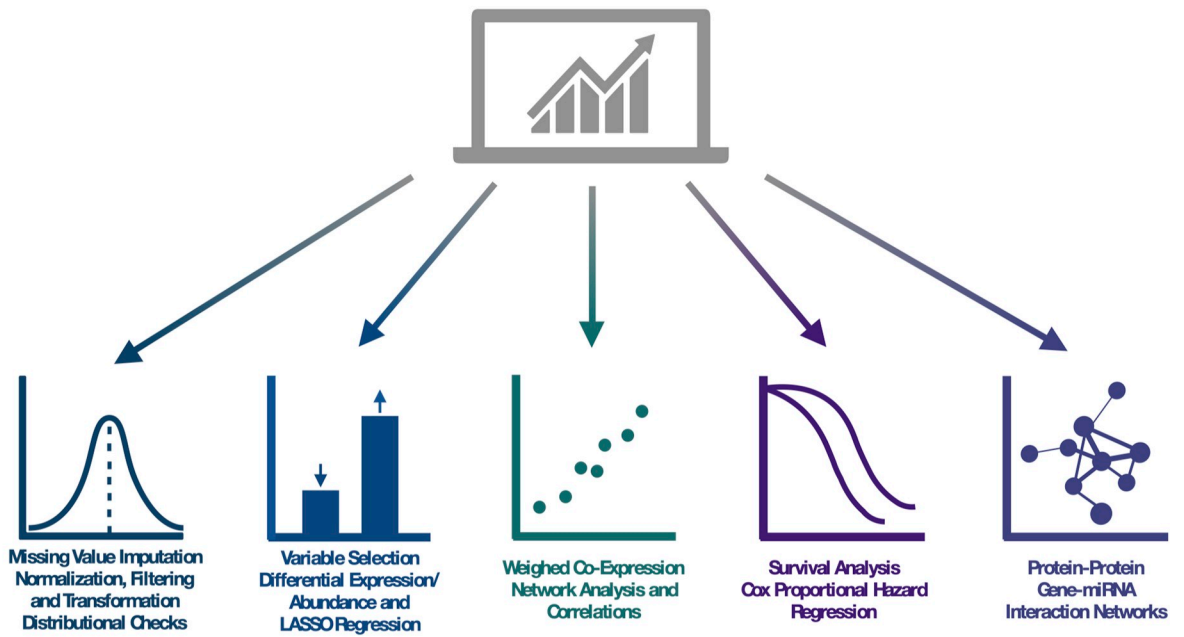 Missing Value Imputation
Normalization, Filtering
and Transformation
Distributional Checks
Variable Selection
Differential Expression/
Abundance and
LASSO Regression
Weighed Co-Expression
Network Analysis and
Correlations
Survival Analysis
Cox Proportional Hazard
Regression
Protein-Protein
Gene-miRNA
Interaction Networks